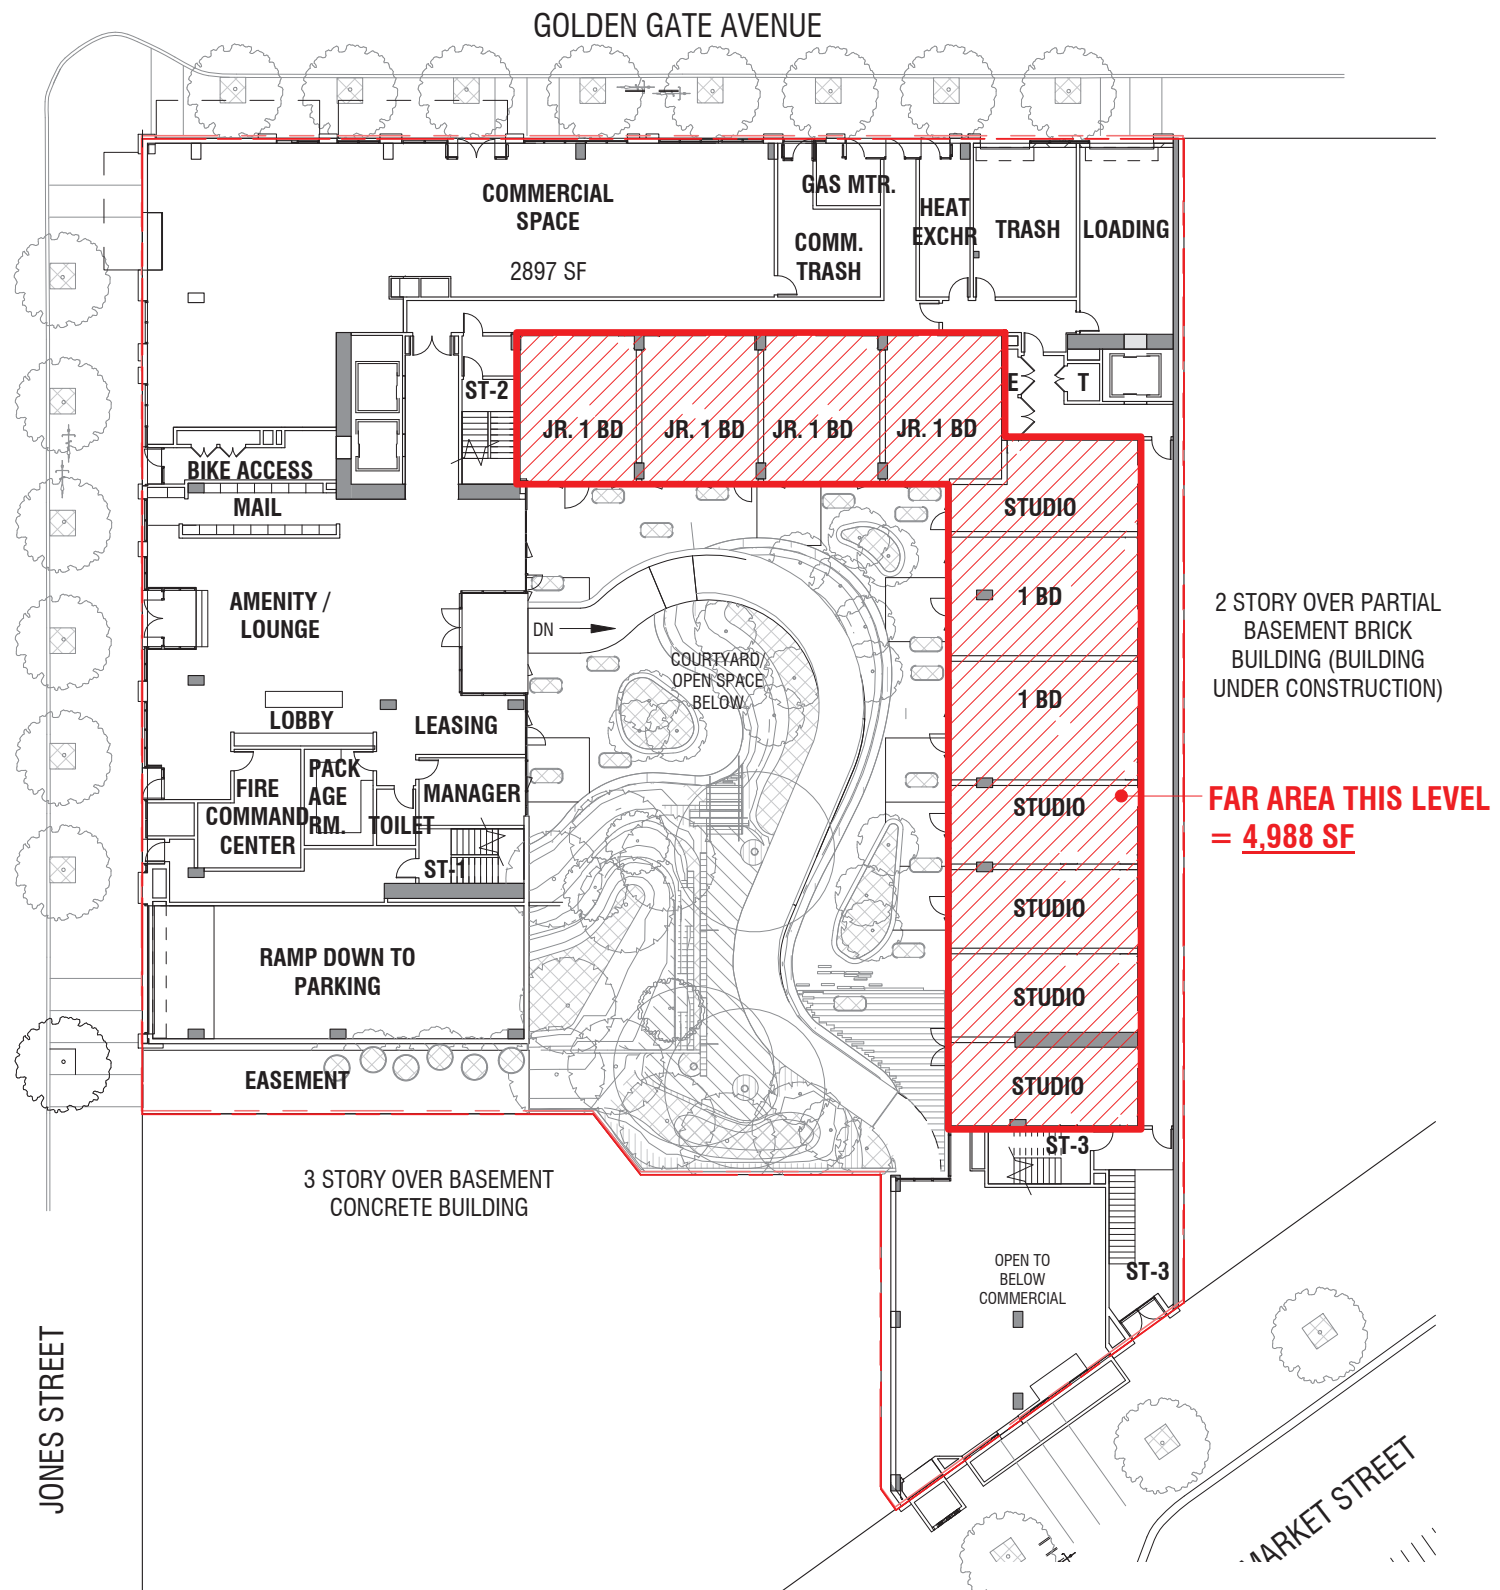 GOLDEN GATE AVENUE
COMMERCIAL
SPACE
2897 SF
GAS MTR.
COMM.
TRASH
HEAT
EXCHR
TRASH
LOADING
ST-2
E
T
JR. 1 BD
JR. 1 BD
JR. 1 BD
JR. 1 BD
BIKE ACCESS
MAIL
STUDIO
AMENITY /
LOUNGE
1 BD
DN
COURTYARD/
OPEN SPACE
BELOW
2 STORY OVER PARTIAL
BASEMENT BRICK
BUILDING (BUILDING
UNDER CONSTRUCTION)
1 BD
LOBBY
LEASING
PACK
AGE
RM.
FIRE
COMMAND
CENTER
MANAGER
TOILET
STUDIO
FAR AREA THIS LEVEL
= 4,988 SF
ST-1
STUDIO
RAMP DOWN TO
PARKING
STUDIO
EASEMENT
STUDIO
ST-3
3 STORY OVER BASEMENT
CONCRETE BUILDING
OPEN TO
BELOW
COMMERCIAL
ST-3
JONES STREET
MARKET STREET